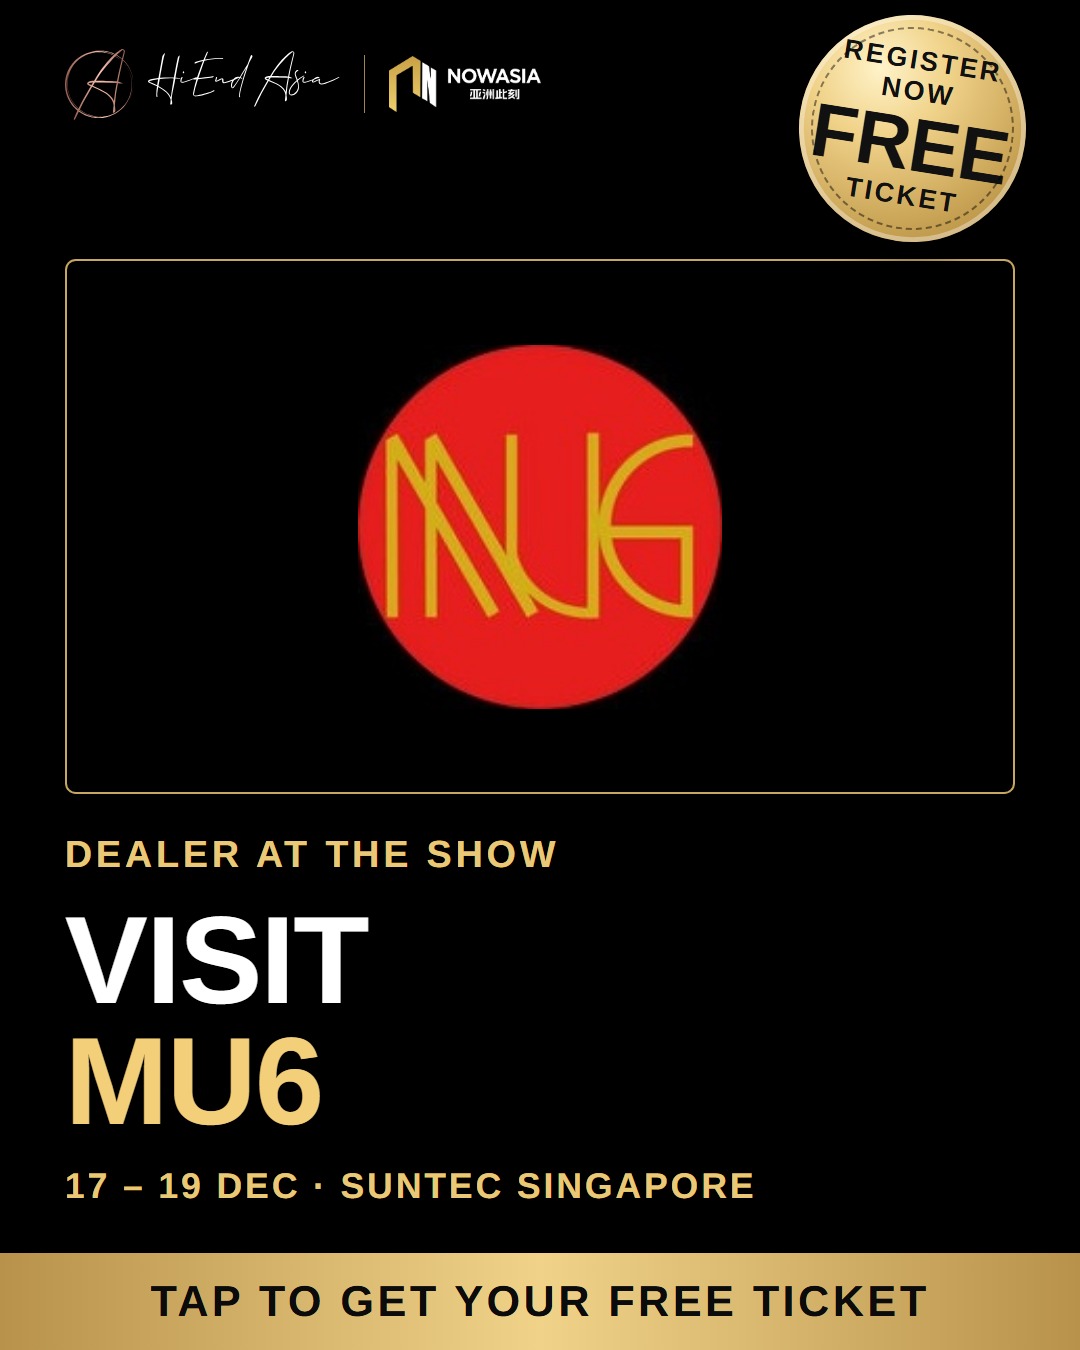 HiEnd Asia
NOWASIA
亚洲此刻
REGISTER
NOW
FREE
TICKET
MU6
DEALER AT THE SHOW
VISIT
MU6
17 – 19 DEC · SUNTEC SINGAPORE
TAP TO GET YOUR FREE TICKET